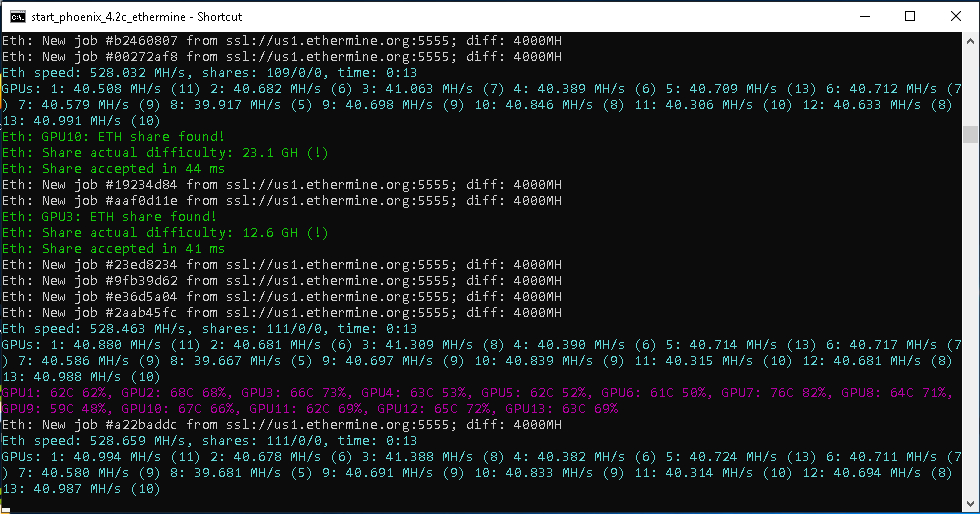 start_phoenix_4.2c_ethermine - Shortcut
Eth: New job #b2460807 from ssl://us1.ethermine.org:5555; diff: 4000MH
Eth: New job #00272af8 from ssl://us1.ethermine.org:5555; diff: 4000MH
Eth speed: 528.032 MH/s, shares: 109/0/0, time: 0:13
GPUs: 1: 40.508 MH/s (11) 2: 40.682 MH/s (6) 3: 41.063 MH/s (7) 4: 40.389 MH/s (6) 5: 40.709 MH/s (13) 6: 40.712 MH/s (7
) 7: 40.579 MH/s (9) 8: 39.917 MH/s (5) 9: 40.698 MH/s (9) 10: 40.846 MH/s (8) 11: 40.306 MH/s (10) 12: 40.633 MH/s (8)
13: 40.991 MH/s (10)
Eth: GPU10: ETH share found!
Eth: Share actual difficulty: 23.1 GH (!)
Eth: Share accepted in 44 ms
Eth: New job #19234d84 from ssl://us1.ethermine.org:5555; diff: 4000MH
Eth: New job #aaf0d11e from ssl://us1.ethermine.org:5555; diff: 4000MH
Eth: GPU3: ETH share found!
Eth: Share actual difficulty: 12.6 GH (!)
Eth: Share accepted in 41 ms
Eth: New job #23ed8234 from ssl://us1.ethermine.org:5555; diff: 4000MH
Eth: New job #9fb39d62 from ssl://us1.ethermine.org:5555; diff: 4000MH
Eth: New job #e36d5a04 from ssl://us1.ethermine.org:5555; diff: 4000MH
Eth: New job #2aab45fc from ssl://us1.ethermine.org:5555; diff: 4000MH
Eth speed: 528.463 MH/s, shares: 111/0/0, time: 0:13
GPUs: 1: 40.880 MH/s (11) 2: 40.681 MH/s (6) 3: 41.309 MH/s (8) 4: 40.390 MH/s (6) 5: 40.714 MH/s (13) 6: 40.717 MH/s (7
) 7: 40.586 MH/s (9) 8: 39.667 MH/s (5) 9: 40.697 MH/s (9) 10: 40.839 MH/s (9) 11: 40.315 MH/s (10) 12: 40.681 MH/s (8)
13: 40.988 MH/s (10)
GPU1: 62C 62%, GPU2: 68C 68%, GPU3: 66C 73%, GPU4: 63C 53%, GPU5: 62C 52%, GPU6: 61C 50%, GPU7: 76C 82%, GPU8: 64C 71%,
GPU9: 59C 48%, GPU10: 67C 66%, GPU11: 62C 69%, GPU12: 65C 72%, GPU13: 63C 69%
Eth: New job #a22baddc from ssl://us1.ethermine.org:5555; diff: 4000MH
Eth speed: 528.659 MH/s, shares: 111/0/0, time: 0:13
GPUs: 1: 40.994 MH/s (11) 2: 40.678 MH/s (6) 3: 41.388 MH/s (8) 4: 40.382 MH/s (6) 5: 40.724 MH/s (13) 6: 40.711 MH/s (7
) 7: 40.580 MH/s (9) 8: 39.681 MH/s (5) 9: 40.691 MH/s (9) 10: 40.833 MH/s (9) 11: 40.314 MH/s (10) 12: 40.694 MH/s (8)
13: 40.987 MH/s (10)